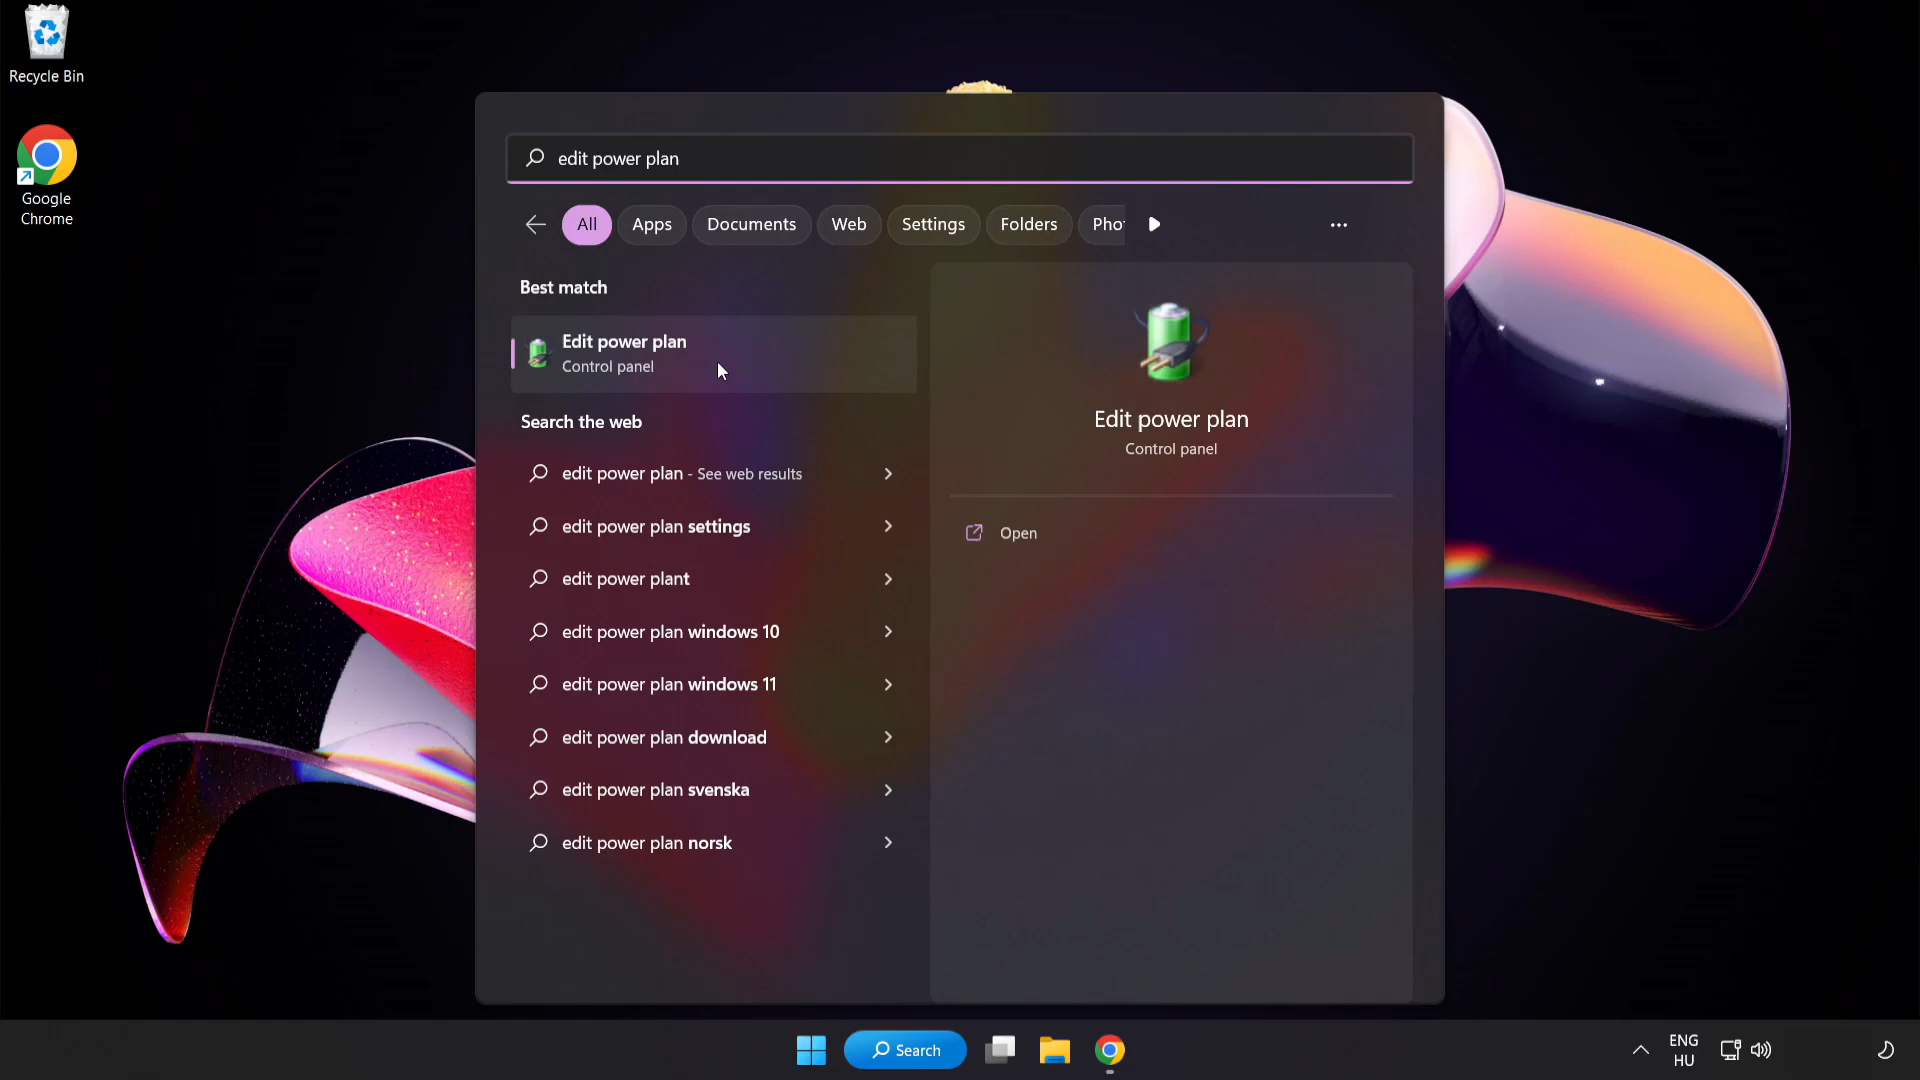 Recycle Bin
Google
Chrome
edit power plan
All
Apps
Documents
Web
Settings
Folders
Phot
Best match
Edit power plan
Control panel
Search the web
edit power plan - See web results
edit power plan settings
edit power plant
edit power plan windows 10
edit power plan windows 11
edit power plan download
edit power plan svenska
edit power plan norsk
Edit power plan
Control panel
Open
Search
ENG
HU